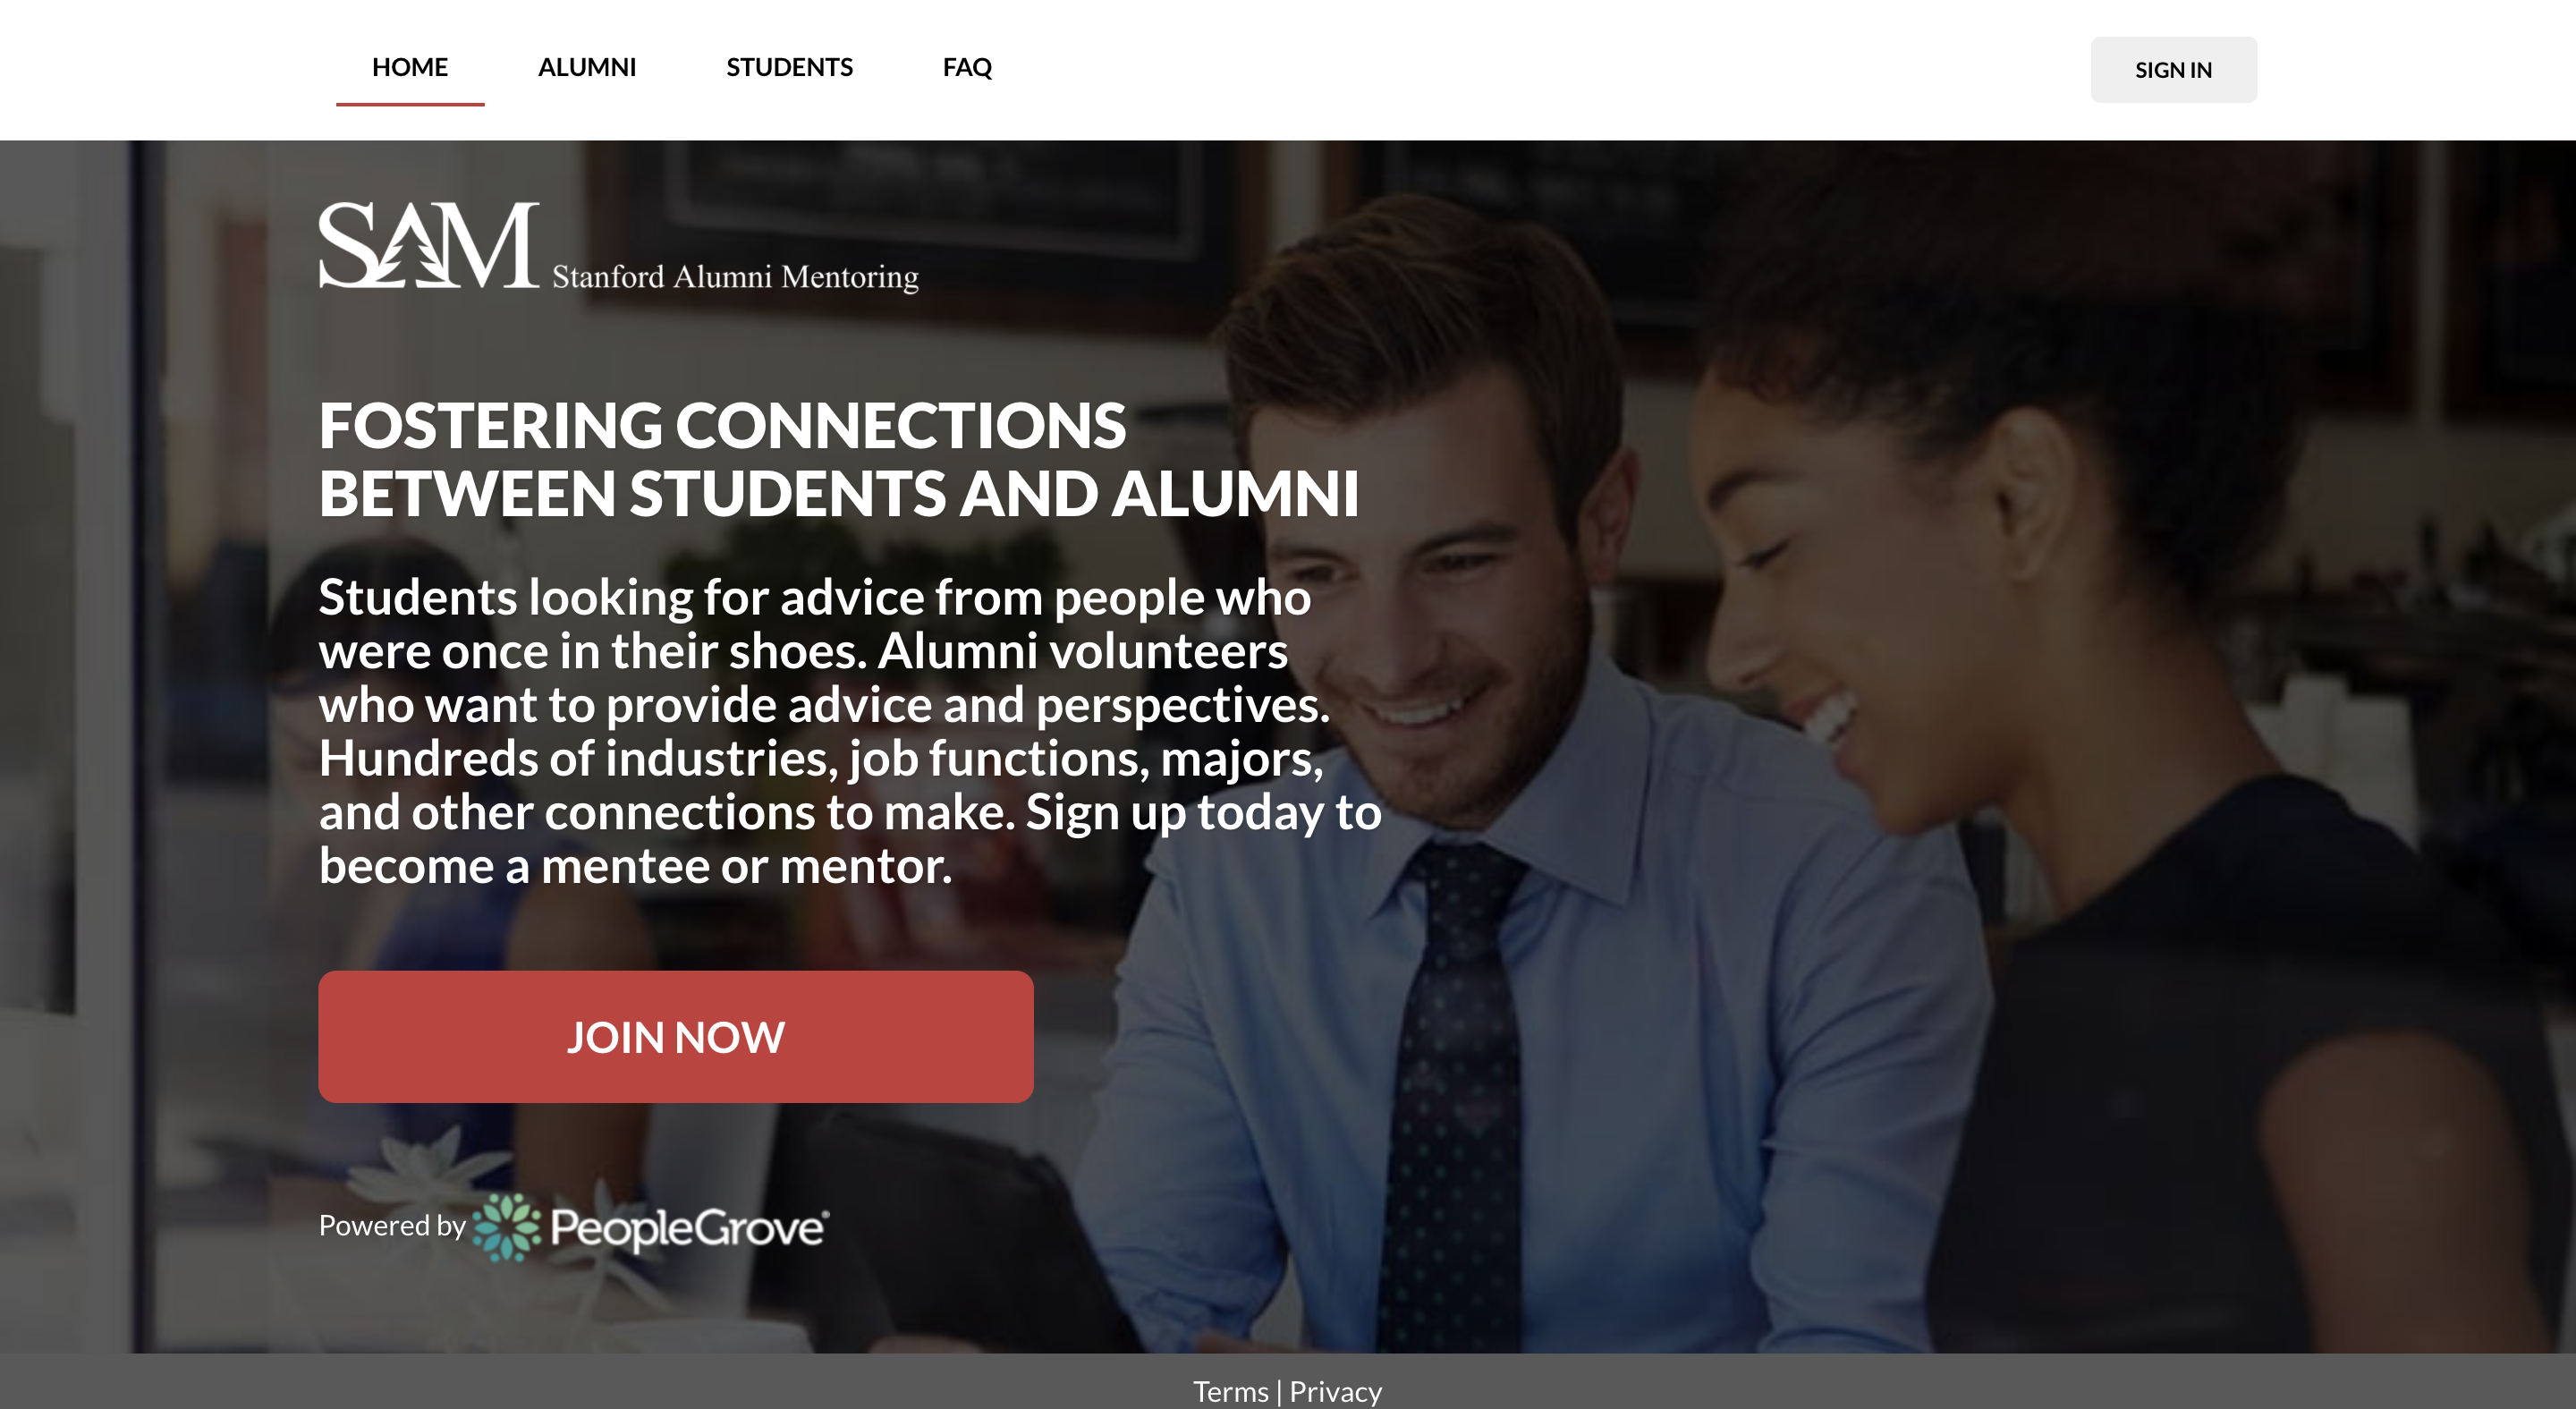 HOME ALUMNI STUDENTS FAQ SIGN IN
SAM Stanford Alumni Mentoring
FOSTERING CONNECTIONS
BETWEEN STUDENTS AND ALUMNI
Students looking for advice from people who
were once in their shoes. Alumni volunteers
who want to provide advice and perspectives.
Hundreds of industries, job functions, majors,
and other connections to make. Sign up today to
become a mentee or mentor.
JOIN NOW
Powered by PeopleGrove®
Terms | Privacy